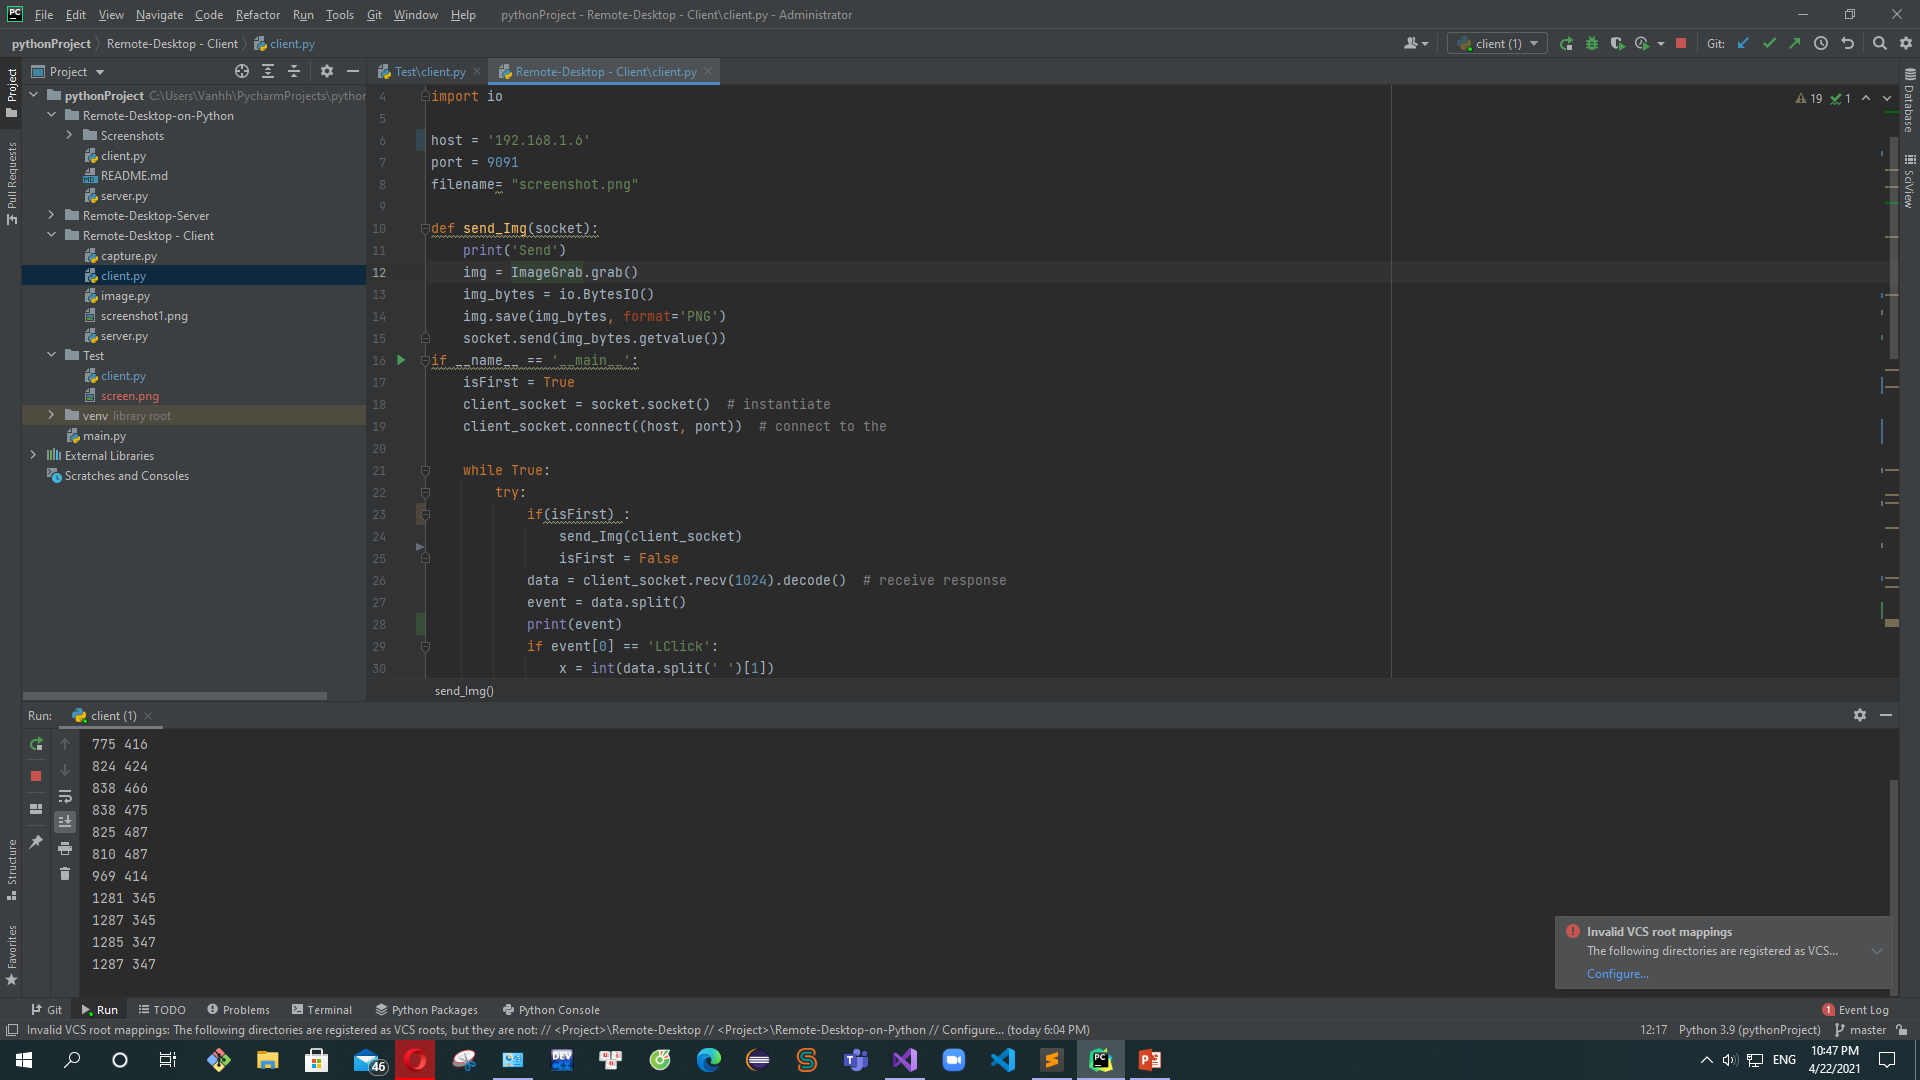 File Edit View Navigate Code Refactor Run Tools Git Window Help pythonProject - Remote-Desktop - Client\client.py - Administrator
pythonProject Remote-Desktop - Client client.py
client (1) Git:
Project
Test\client.py
Remote-Desktop - Client\client.py
Project
Pull Requests
Structure
Favorites
Database
SciView
pythonProject C:\Users\Vanhh\PycharmProjects\python
Remote-Desktop-on-Python
Screenshots
client.py
README.md
server.py
Remote-Desktop-Server
Remote-Desktop - Client
capture.py
client.py
image.py
screenshot1.png
server.py
Test
client.py
screen.png
venv library root
main.py
External Libraries
Scratches and Consoles
19 1
4 import io
5
6 host = '192.168.1.6'
7 port = 9091
8 filename= "screenshot.png"
9
10 def send_Img(socket):
11 print('Send')
12 img = ImageGrab.grab()
13 img_bytes = io.BytesIO()
14 img.save(img_bytes, format='PNG')
15 socket.send(img_bytes.getvalue())
16 if __name__ == '__main__':
17 isFirst = True
18 client_socket = socket.socket() # instantiate
19 client_socket.connect((host, port)) # connect to the
20
21 while True:
22 try:
23 if(isFirst) :
24 send_Img(client_socket)
25 isFirst = False
26 data = client_socket.recv(1024).decode() # receive response
27 event = data.split()
28 print(event)
29 if event[0] == 'LClick':
30 x = int(data.split(' ')[1])
send_Img()
Run: client (1)
775 416
824 424
838 466
838 475
825 487
810 487
969 414
1281 345
1287 345
1285 347
1287 347
Invalid VCS root mappings
The following directories are registered as VCS...
Configure...
Git Run TODO Problems Terminal Python Packages Python Console 1 Event Log
Invalid VCS root mappings: The following directories are registered as VCS roots, but they are not: // <Project>\Remote-Desktop // <Project>\Remote-Desktop-on-Python // Configure... (today 6:04 PM) 12:17 Python 3.9 (pythonProject) master
46
DEV
PC
ENG
10:47 PM
4/22/2021